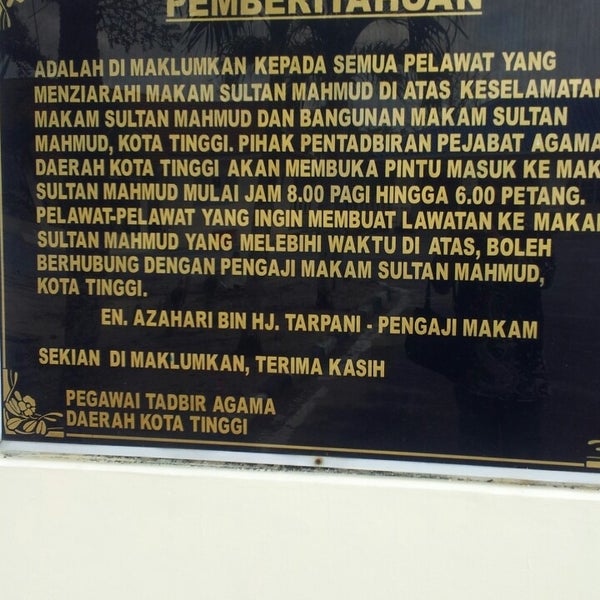 PEMBERITAHUAN
ADALAH DI MAKLUMKAN KEPADA SEMUA PELAWAT YANG
MENZIARAHI MAKAM SULTAN MAHMUD DI ATAS KESELAMATAN
MAKAM SULTAN MAHMUD DAN BANGUNAN MAKAM SULTAN
MAHMUD, KOTA TINGGI. PIHAK PENTADBIRAN PEJABAT AGAMA
DAERAH KOTA TINGGI AKAN MEMBUKA PINTU MASUK KE MAK
SULTAN MAHMUD MULAI JAM 8.00 PAGI HINGGA 6.00 PETANG.
PELAWAT-PELAWAT YANG INGIN MEMBUAT LAWATAN KE MAKA
SULTAN MAHMUD YANG MELEBIHI WAKTU DI ATAS, BOLEH
BERHUBUNG DENGAN PENGAJI MAKAM SULTAN MAHMUD,
KOTA TINGGI.
EN. AZAHARI BIN HJ. TARPANI - PENGAJI MAKAM
SEKIAN DI MAKLUMKAN, TERIMA KASIH
PEGAWAI TADBIR AGAMA
DAERAH KOTA TINGGI